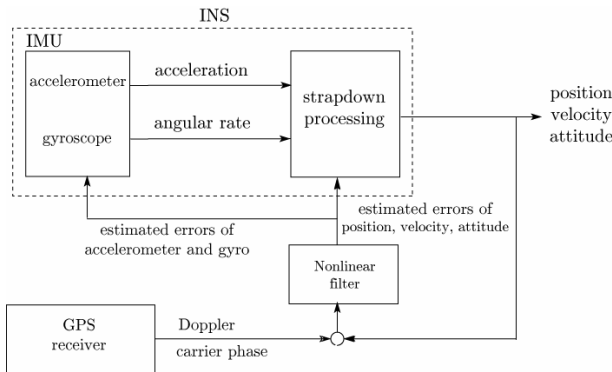 INS
IMU
accelerometer
gyroscope
acceleration
angular rate
strapdown
processing
position
velocity
attitude
estimated errors of
accelerometer and gyro
estimated errors of
position, velocity, attitude
Nonlinear
filter
GPS
receiver
Doppler
carrier phase